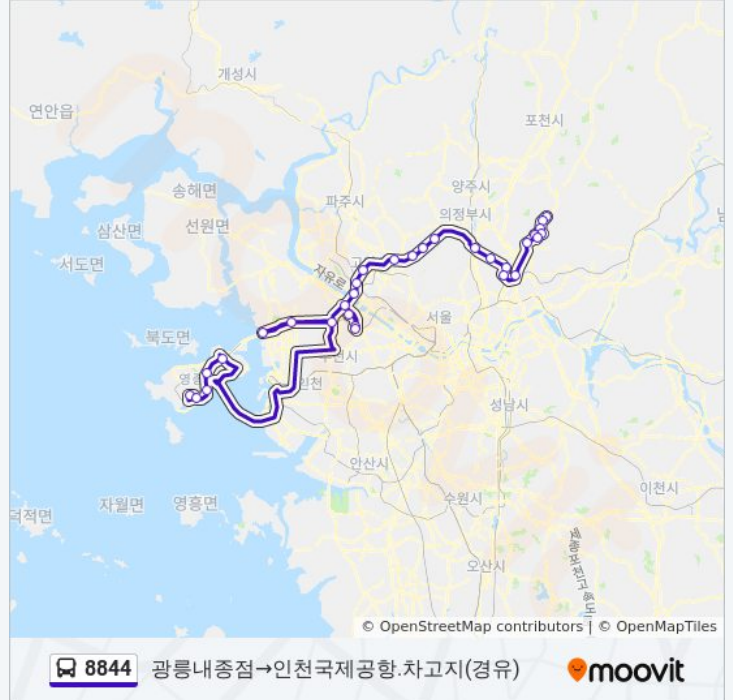 개성시
연안읍
포천시
송해면
양주시
파주시
의정부시
삼산면
선원면
서도면
자유로
서울
북도면
인천
성남시
안산시
이천시
수원시
자월면
영흥면
덕적면
오산시
© OpenStreetMap contributors | © OpenMapTiles
8844 광릉내종점→인천국제공항.차고지(경유)
moovit